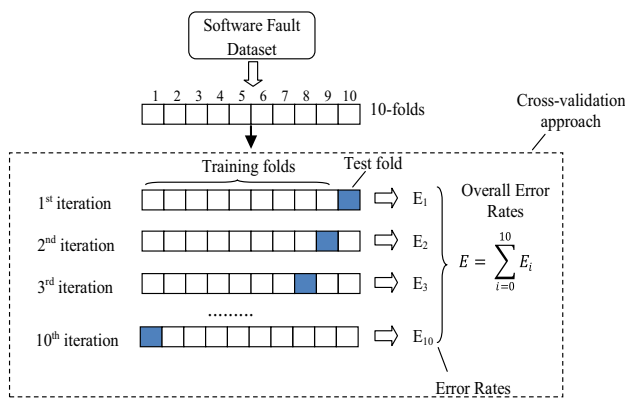 Software Fault
Dataset
1 2 3 4 5 6 7 8 9 10
10-folds
Cross-validation
approach
Training folds
Test fold
1st iteration
E1
2nd iteration
E2
3rd iteration
E3
.........
10th iteration
E10
Overall Error
Rates
E = ∑_{i=0}^{10} E_i
Error Rates